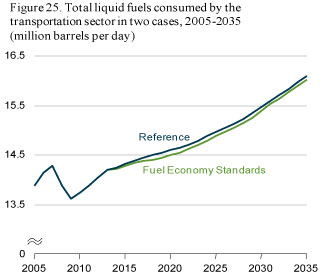 Figure 25. Total liquid fuels consumed by the
transportation sector in two cases, 2005-2035
(million barrels per day)
16.5
15.5
Reference
14.5
Fuel Economy Standards
13.5
0
2005 2010 2015 2020 2025 2030 2035